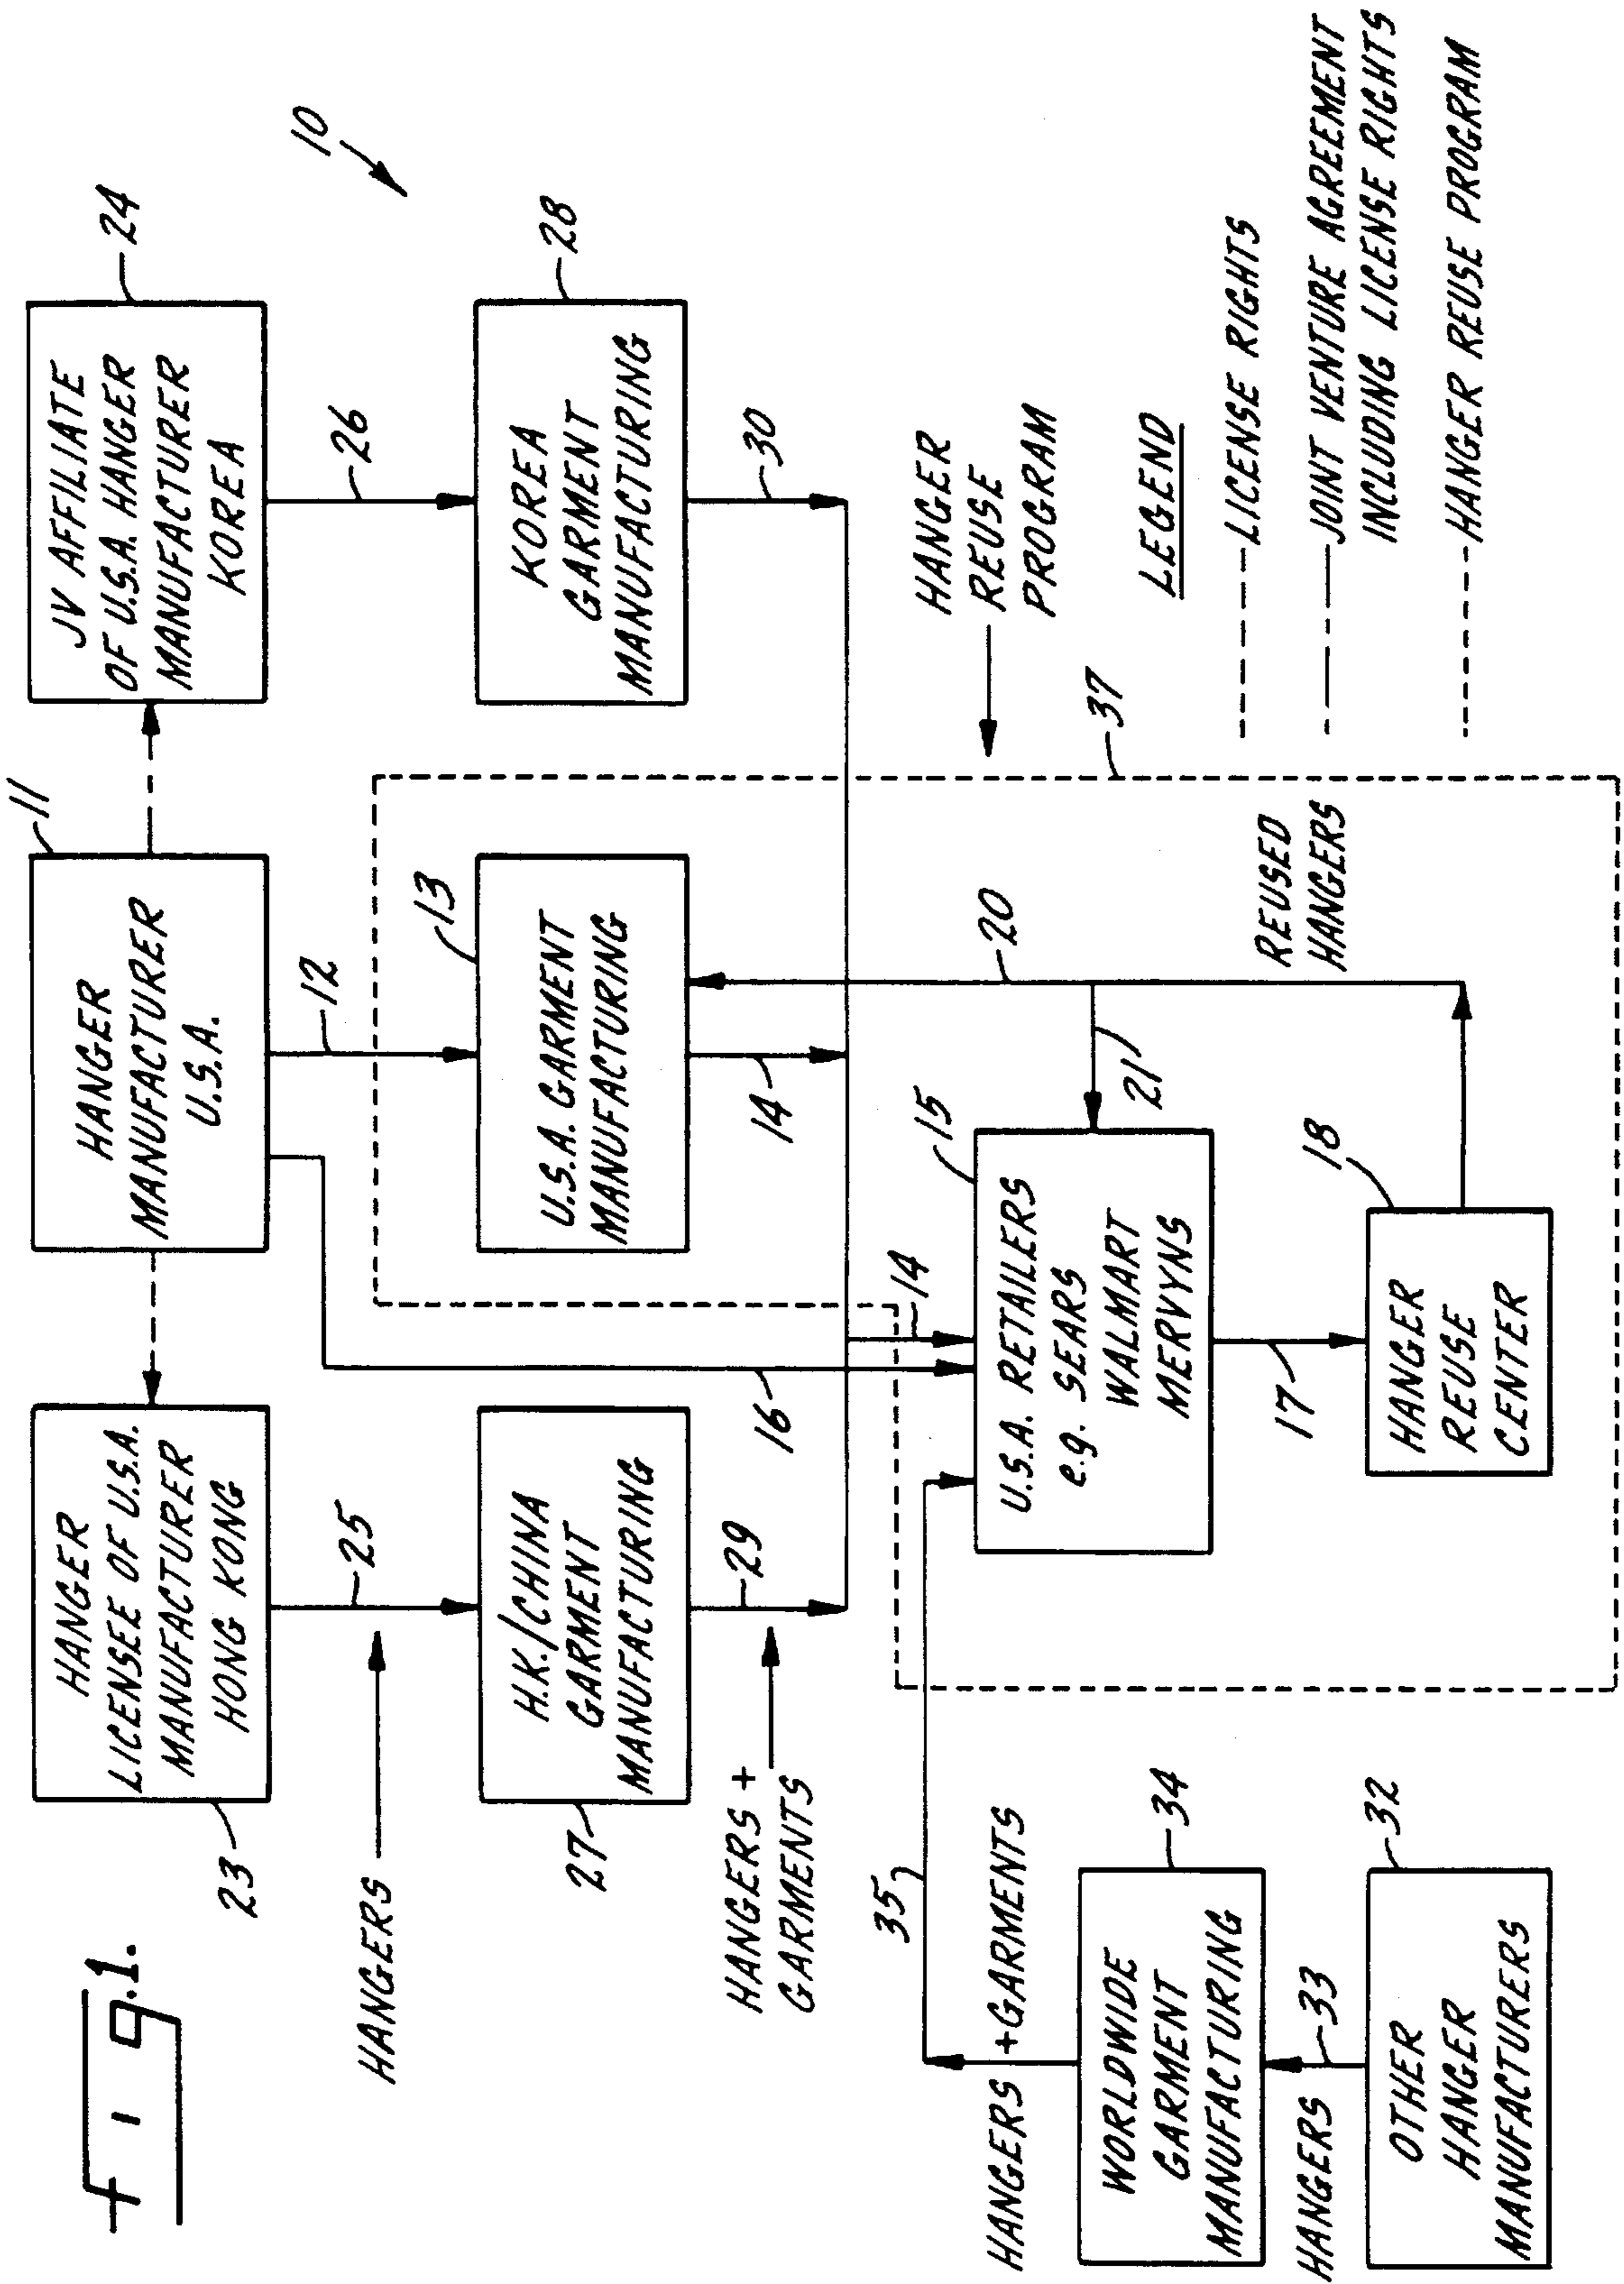 Fig.1.
10
HANGER
LICENSEE OF U.S.A.
MANUFACTURER
HONG KONG
23
HANGER
MANUFACTURER
U.S.A.
11
JV AFFILIATE
OF U.S.A. HANGER
MANUFACTURER
KOREA
24
HANGERS
25
12
26
H.K./CHINA
GARMENT
MANUFACTURING
27
U.S.A. GARMENT
MANUFACTURING
13
KOREA
GARMENT
MANUFACTURING
28
HANGERS +
GARMENTS
29
16
14
30
35
14
HANGERS +GARMENTS
U.S.A. RETAILERS
e.g. SEARS
WALMART
MERVYNS
15
20
21
HANGER
REUSE
PROGRAM
WORLDWIDE
GARMENT
MANUFACTURING
34
37
HANGERS
33
17
18
REUSED
HANGERS
OTHER
HANGER
MANUFACTURERS
32
HANGER
REUSE
CENTER
LEGEND
LICENSE RIGHTS
JOINT VENTURE AGREEMENT
INCLUDING LICENSE RIGHTS
HANGER REUSE PROGRAM